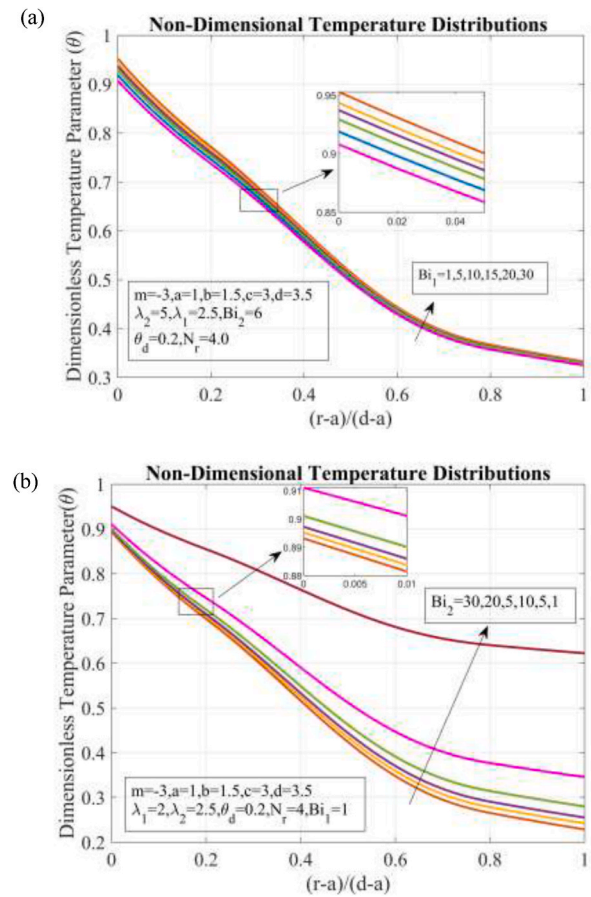 (a)
Non-Dimensional Temperature Distributions
Dimensionless Temperature Parameter (θ)
1
0.9
0.8
0.7
0.6
0.5
0.4
0.3
0.95
0.9
0.85
0 0.02 0.04
Bi₁=1,5,10,15,20,30
m=-3,a=1,b=1.5,c=3,d=3.5
λ₂=5,λ₁=2.5,Bi₂=6
θ_d=0.2,N_r=4.0
0 0.2 0.4 0.6 0.8 1
(r-a)/(d-a)
(b)
Non-Dimensional Temperature Distributions
Dimensionless Temperature Parameter(θ)
1
0.9
0.8
0.7
0.6
0.5
0.4
0.3
0.2
0.91
0.9
0.89
0.88
0 0.005 0.01
Bi₂=30,20,5,10,5,1
m=-3,a=1,b=1.5,c=3,d=3.5
λ₁=2,λ₂=2.5,θ_d=0.2,N_r=4,Bi₁=1
0 0.2 0.4 0.6 0.8 1
(r-a)/(d-a)